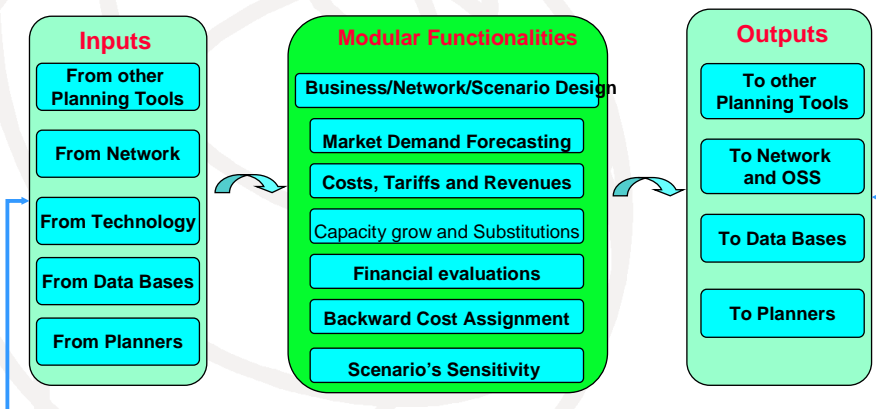 Inputs
From other
Planning Tools
From Network
From Technology
From Data Bases
From Planners
Modular Functionalities
Business/Network/Scenario Design
Market Demand Forecasting
Costs, Tariffs and Revenues
Capacity grow and Substitutions
Financial evaluations
Backward Cost Assignment
Scenario's Sensitivity
Outputs
To other
Planning Tools
To Network
and OSS
To Data Bases
To Planners